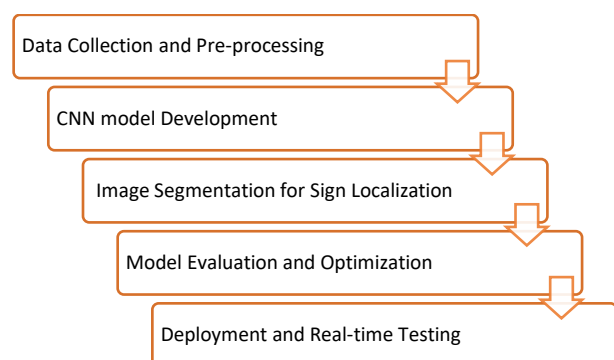 Data Collection and Pre-processing
CNN model Development
Image Segmentation for Sign Localization
Model Evaluation and Optimization
Deployment and Real-time Testing